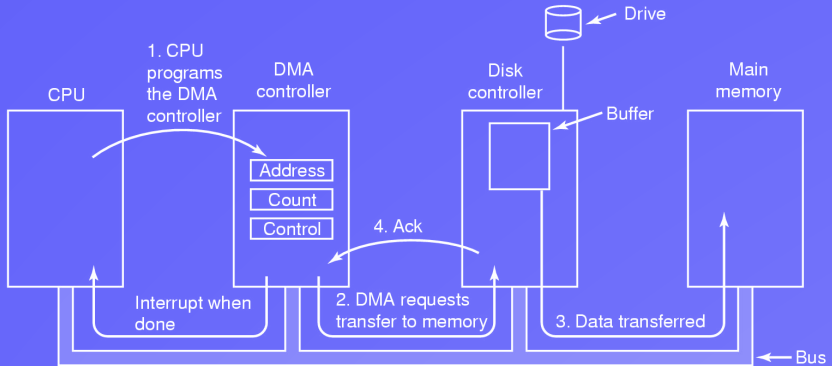 Drive
1. CPU
programs
the DMA
controller
CPU
DMA
controller
Disk
controller
Main
memory
Buffer
Address
Count
Control
4. Ack
Interrupt when
done
2. DMA requests
transfer to memory
3. Data transferred
Bus